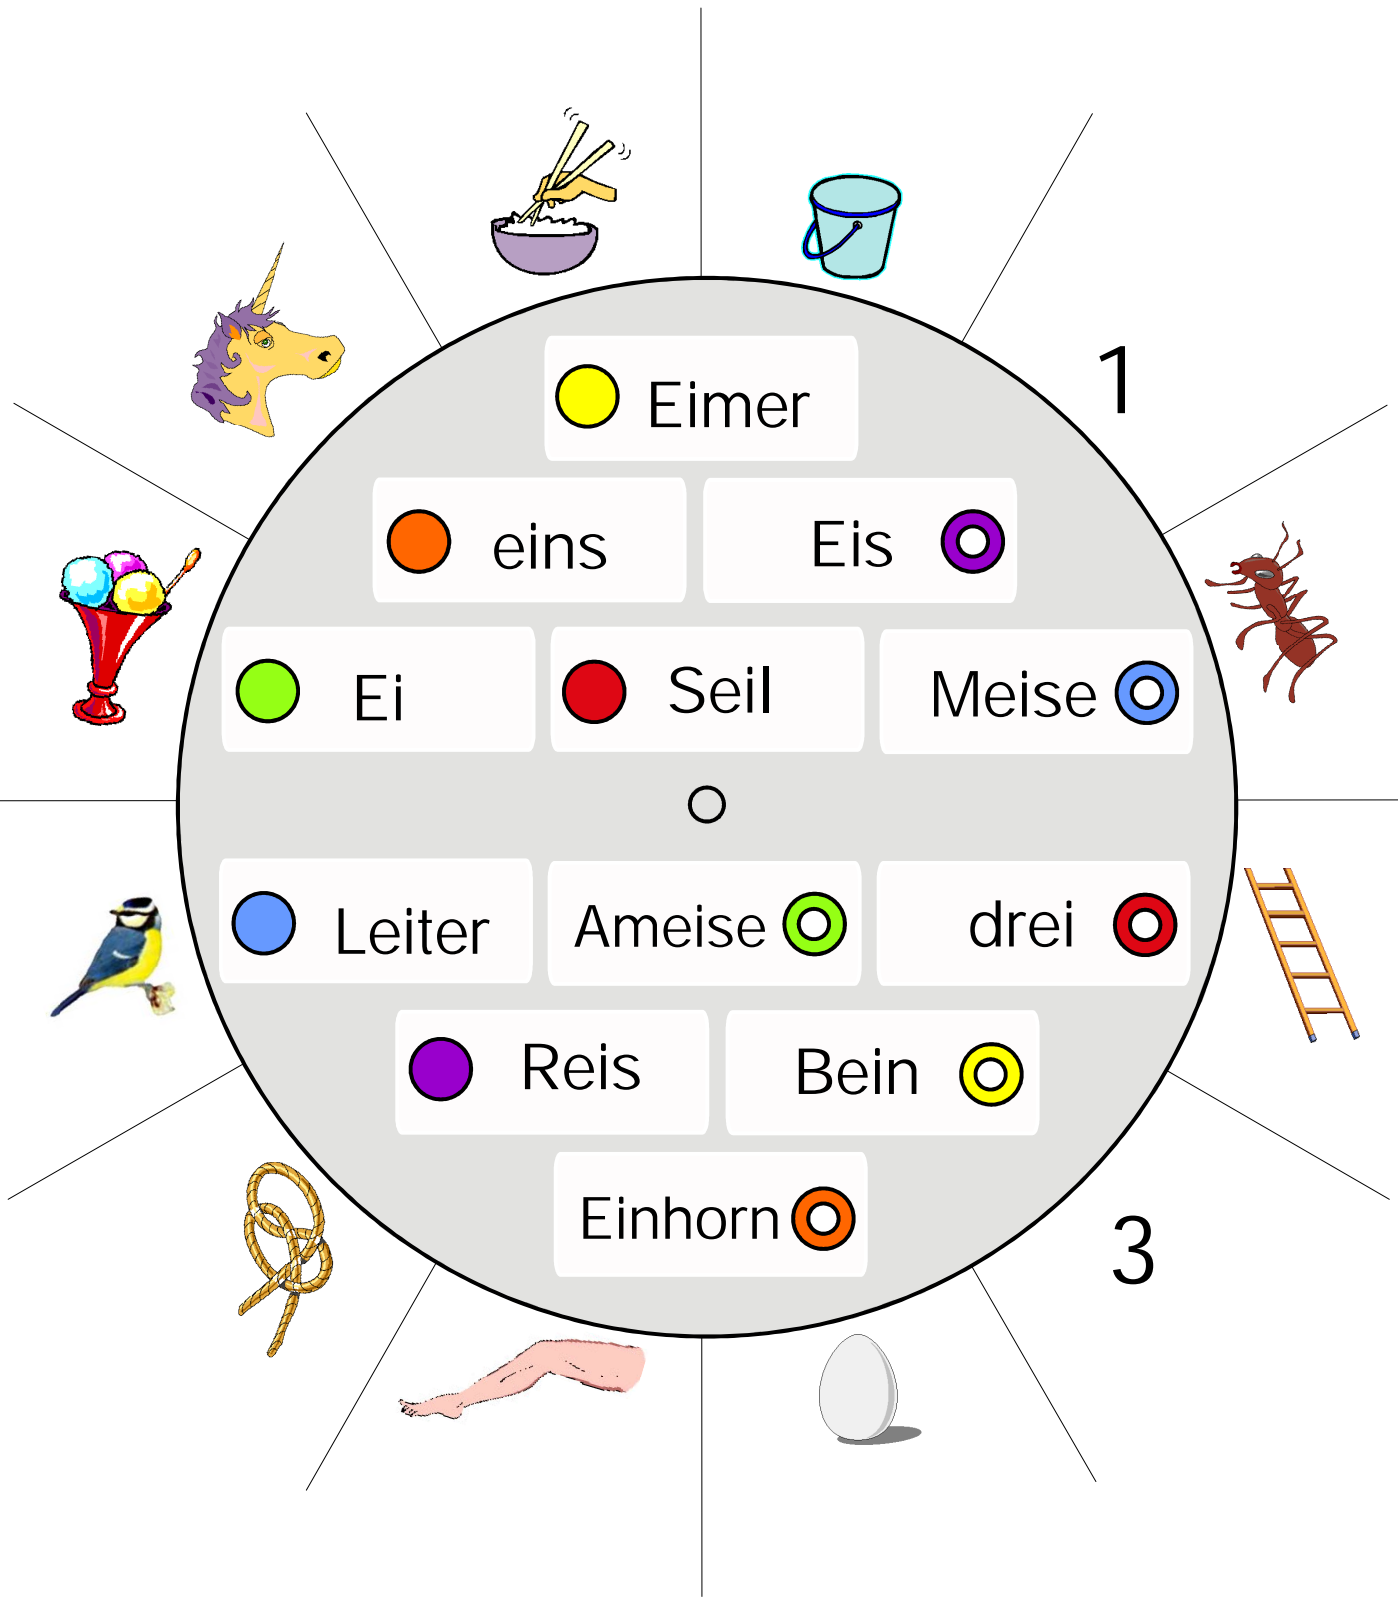 Eimer
1
eins Eis
Ei Seil Meise
Leiter Ameise drei
Reis Bein
Einhorn
3